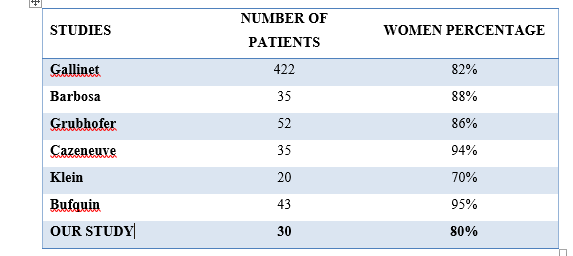 STUDIES NUMBER OF PATIENTS WOMEN PERCENTAGE
Gallinet 422 82%
Barbosa 35 88%
Grubhofer 52 86%
Cazeneuve 35 94%
Klein 20 70%
Bufquin 43 95%
OUR STUDY 30 80%